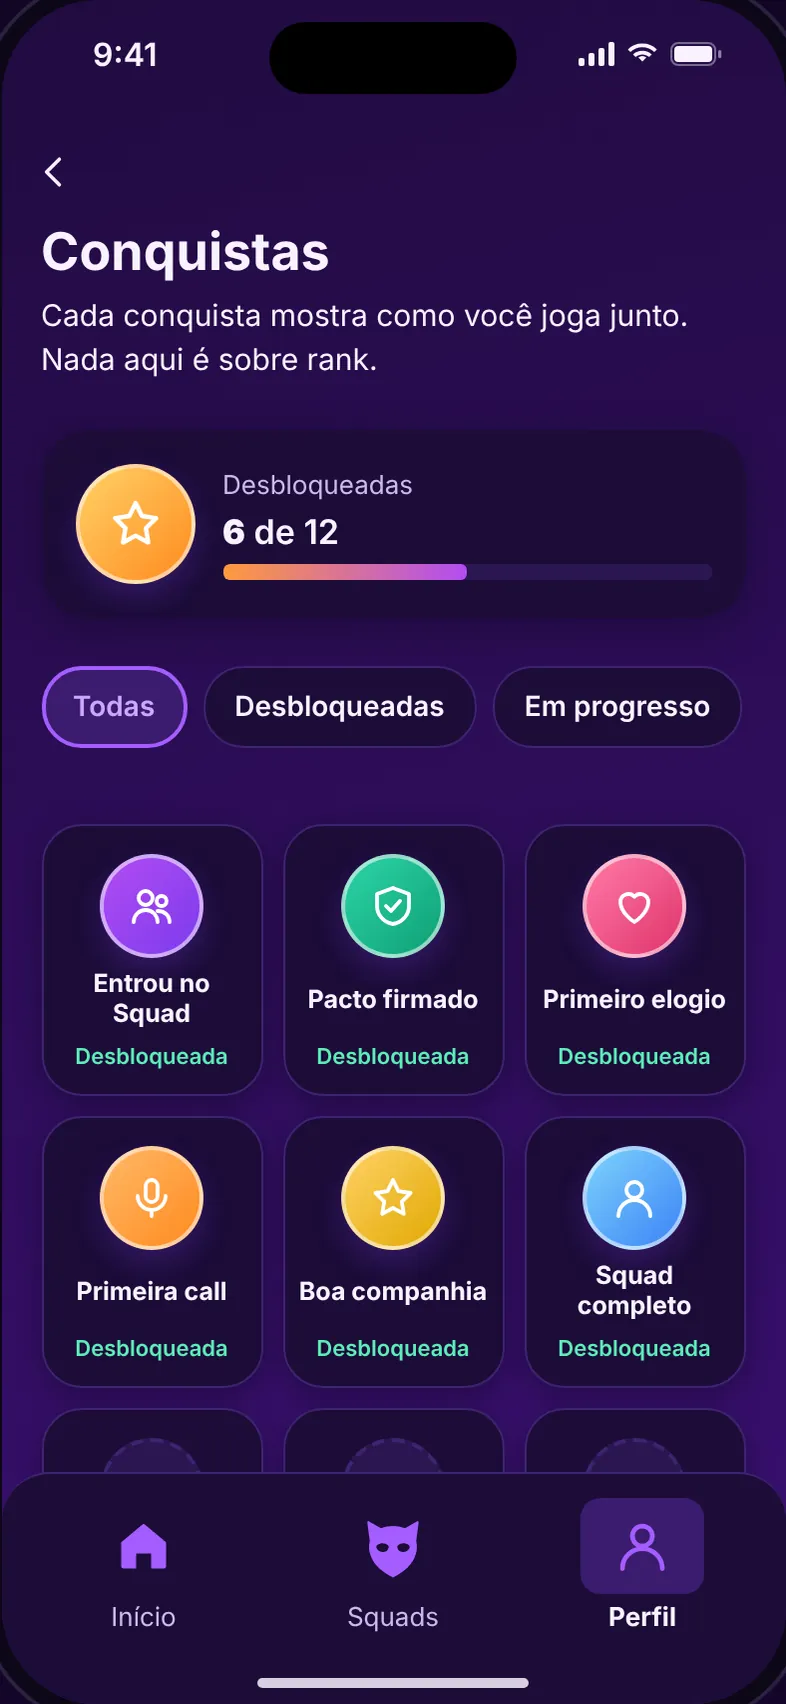 9:41
Conquistas
Cada conquista mostra como você joga junto.
Nada aqui é sobre rank.
Desbloqueadas
6 de 12
Todas
Desbloqueadas
Em progresso
Entrou no
Squad
Desbloqueada
Pacto firmado
Desbloqueada
Primeiro elogio
Desbloqueada
Primeira call
Desbloqueada
Boa companhia
Desbloqueada
Squad
completo
Desbloqueada
Início
Squads
Perfil